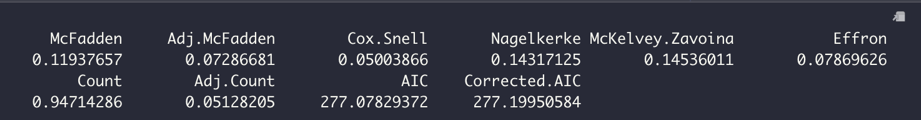 McFadden Adj.McFadden Cox.Snell Nagelkerke McKelvey.Zavoina Effron
0.11937657 0.07286681 0.05003866 0.14317125 0.14536011 0.07869626
Count Adj.Count AIC Corrected.AIC
0.94714286 0.05128205 277.07829372 277.19950584